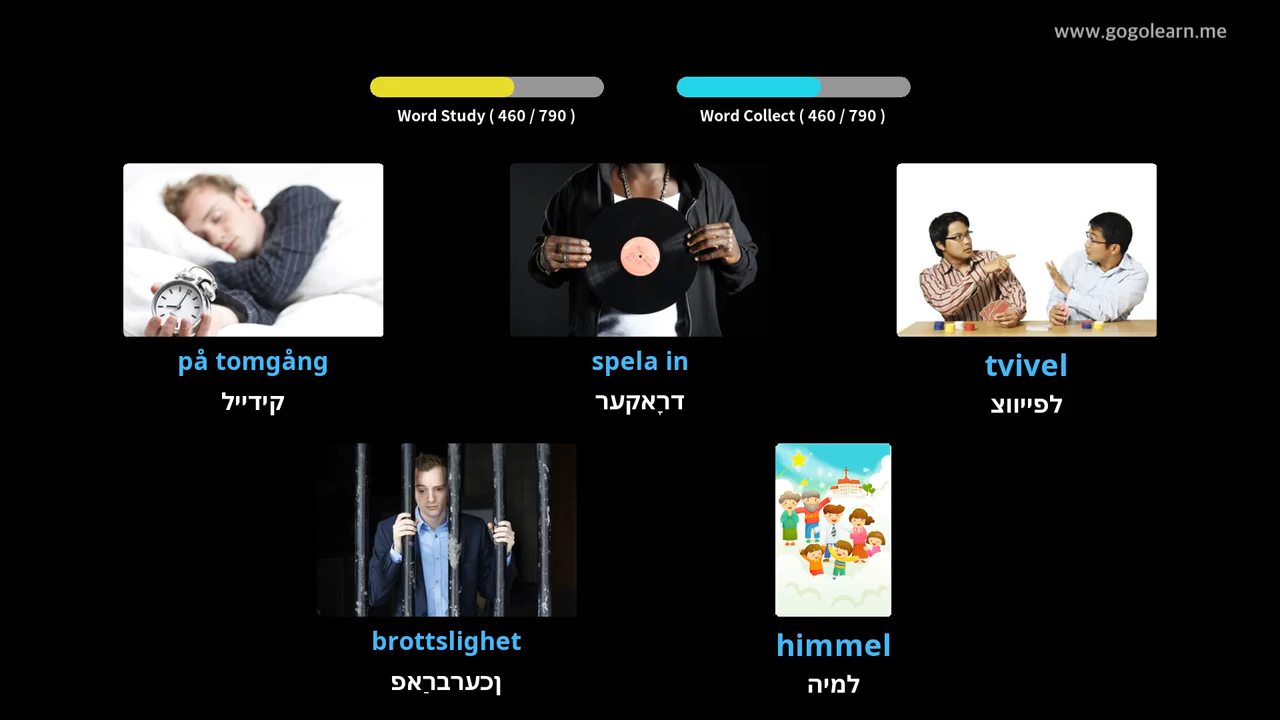 www.gogolearn.me
Word Study ( 460 / 790 )
Word Collect ( 460 / 790 )
på tomgång
קידייל
spela in
דרָאקער
tvivel
לפייווצ
brottslighet
ןכערברַאפ
himmel
למיה